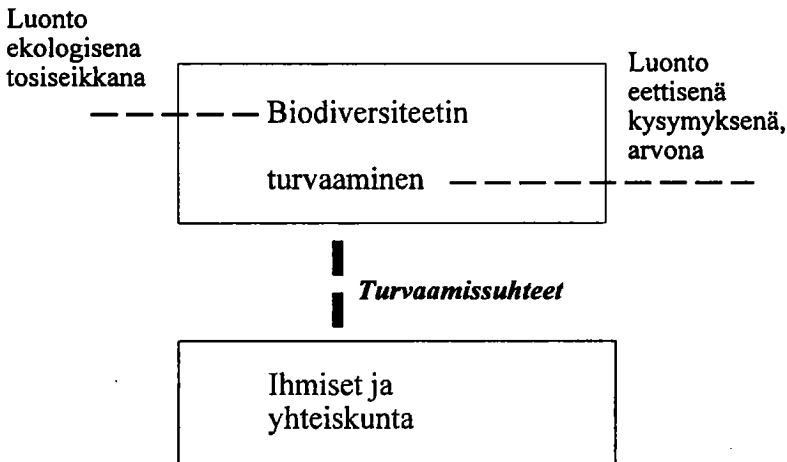 Luonto
ekologisena
tosiseikkana
Luonto
eettisenä
kysymyksenä,
arvona
Biodiversiteetin
turvaaminen
Turvaamissuhteet
Ihmiset ja
yhteiskunta